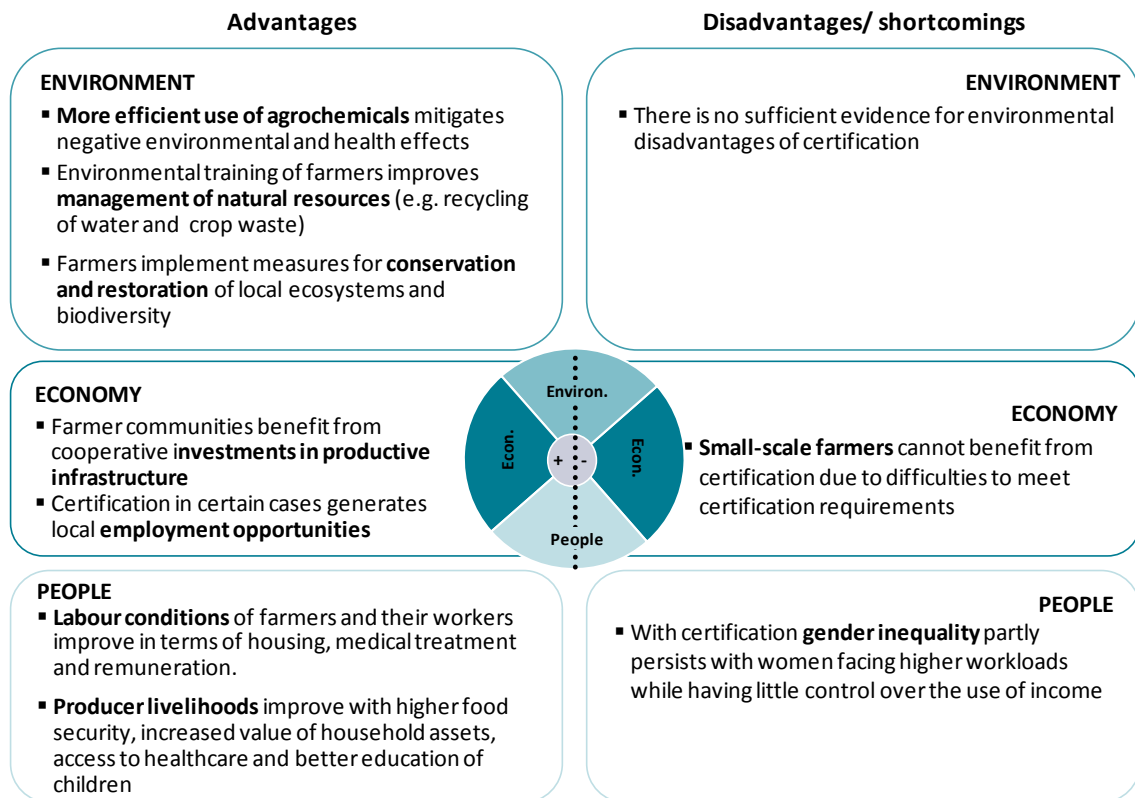 Advantages
Disadvantages/ shortcomings
ENVIRONMENT
▪ More efficient use of agrochemicals mitigates
negative environmental and health effects
▪ Environmental training of farmers improves
management of natural resources (e.g. recycling
of water and crop waste)
▪ Farmers implement measures for conservation
and restoration of local ecosystems and
biodiversity
ENVIRONMENT
▪ There is no sufficient evidence for environmental
disadvantages of certification
ECONOMY
▪ Farmer communities benefit from
cooperative investments in productive
infrastructure
▪ Certification in certain cases generates
local employment opportunities
Environ.
Econ.
+ -
Econ.
People
ECONOMY
▪ Small-scale farmers cannot benefit from
certification due to difficulties to meet
certification requirements
PEOPLE
▪ Labour conditions of farmers and their workers
improve in terms of housing, medical treatment
and remuneration.
▪ Producer livelihoods improve with higher food
security, increased value of household assets,
access to healthcare and better education of
children
PEOPLE
▪ With certification gender inequality partly
persists with women facing higher workloads
while having little control over the use of income